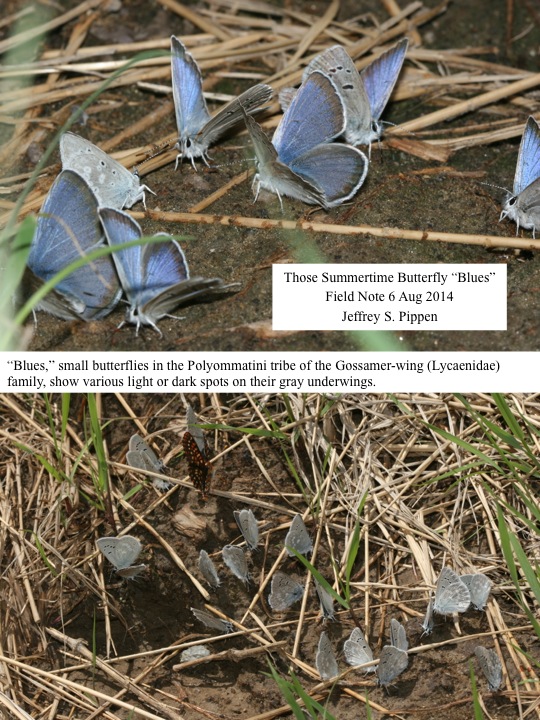 Those Summertime Butterfly “Blues”
Field Note 6 Aug 2014
Jeffrey S. Pippen
“Blues,” small butterflies in the Polyommatini tribe of the Gossamer-wing (Lycaenidae)
family, show various light or dark spots on their gray underwings.